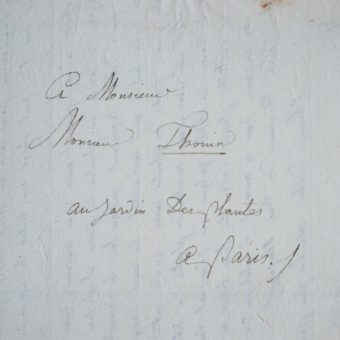 A Monsieur
Monsieur Thouin
au jardin Des plantes
a paris.